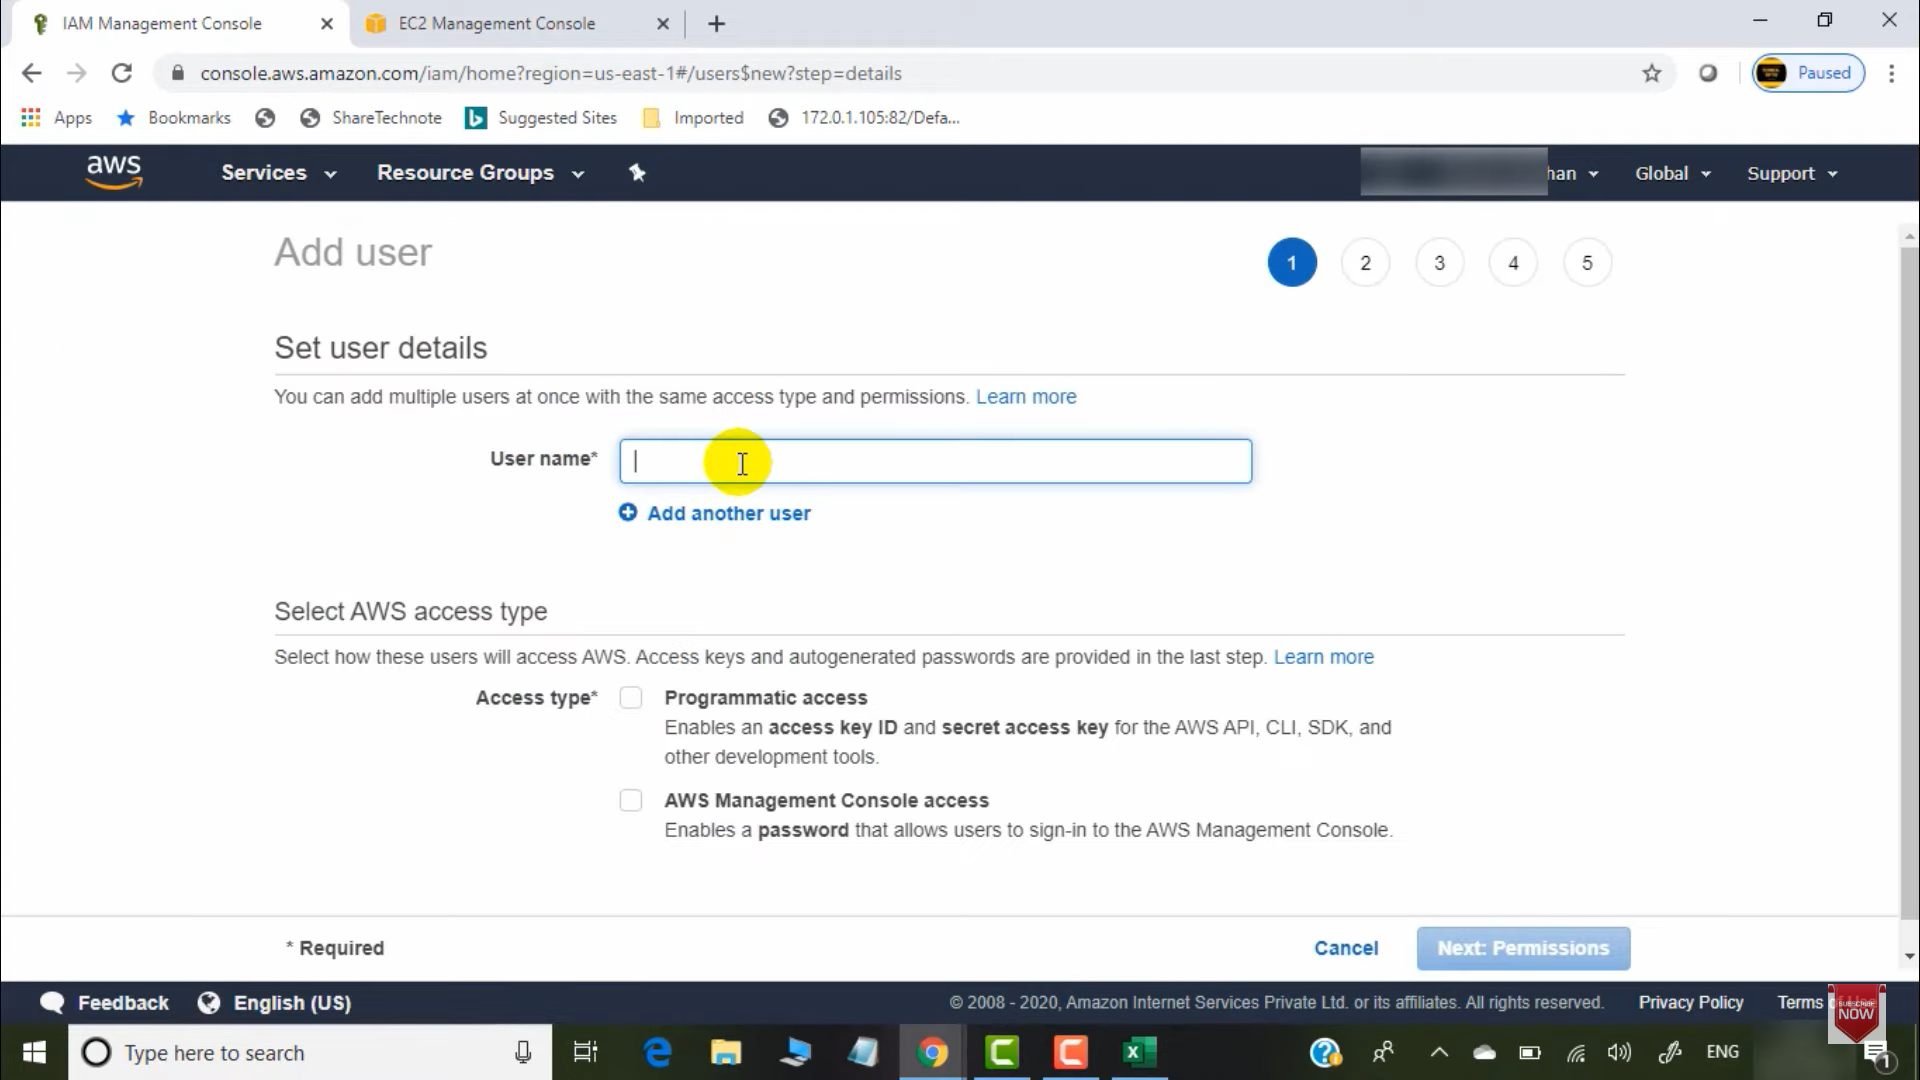 IAM Management Console
EC2 Management Console
console.aws.amazon.com/iam/home?region=us-east-1#/users$new?step=details
Paused
Apps Bookmarks ShareTechnote Suggested Sites Imported 172.0.1.105:82/Defa...
aws Services Resource Groups han Global Support
Add user
1 2 3 4 5
Set user details
You can add multiple users at once with the same access type and permissions. Learn more
User name*
Add another user
Select AWS access type
Select how these users will access AWS. Access keys and autogenerated passwords are provided in the last step. Learn more
Access type* Programmatic access
Enables an access key ID and secret access key for the AWS API, CLI, SDK, and
other development tools.
AWS Management Console access
Enables a password that allows users to sign-in to the AWS Management Console.
* Required Cancel Next: Permissions
Feedback English (US) © 2008 - 2020, Amazon Internet Services Private Ltd. or its affiliates. All rights reserved. Privacy Policy Terms
SUBSCRIBE
NOW
Type here to search ENG 1